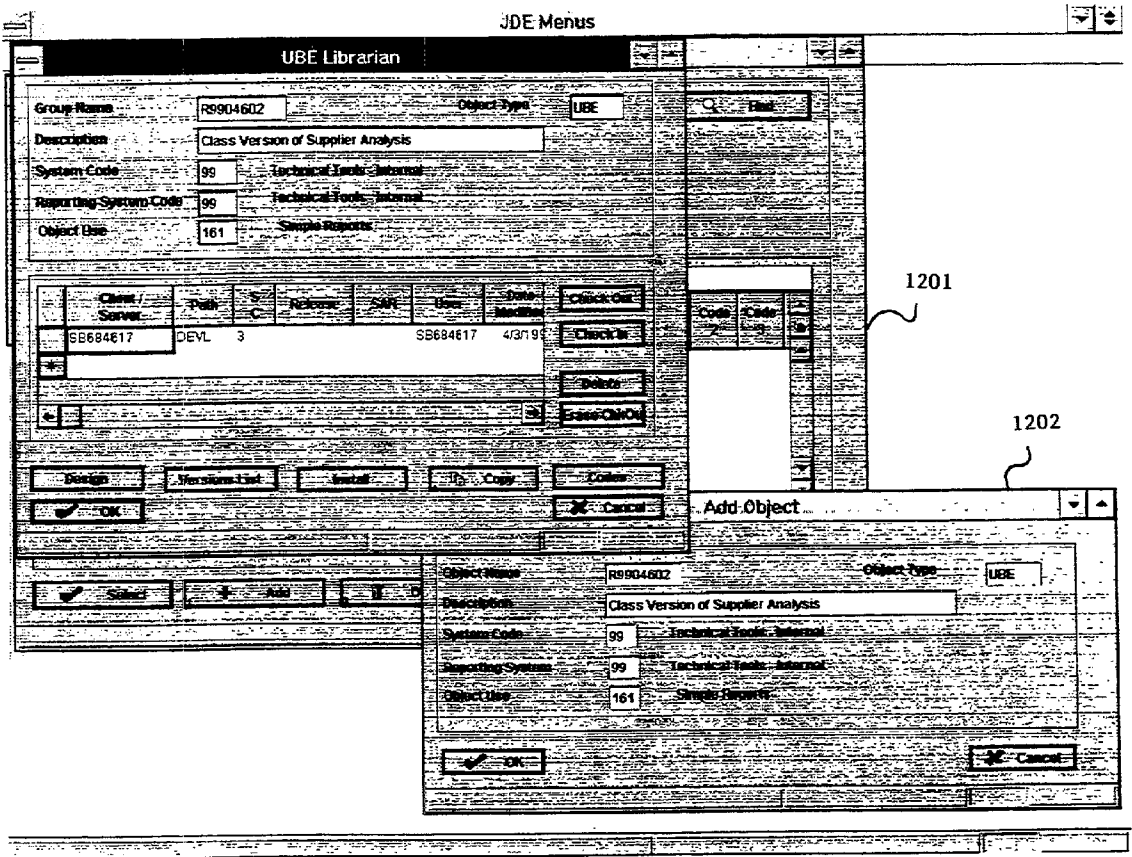 JDE Menus
UBE Librarian
Group Name R9904602 Object Type UBE
Find
Description Class Version of Supplier Analysis
System Code 99 Technical Tools - Internal
Reporting System Code 99 Technical Tools - Internal
Object Use 161 Simple Reports
Client / Server Path S C Release SAR User Date Modified Check Out
Code 2 Code 3
1201
SB684617 DEVL 3 SB684617 4/3/199 Check In
Delete
Erase ChkOu
1202
Design Versions List Install Copy Codes
OK Cancel
Add Object
Select Add D
Object Name R9904602 Object Type UBE
Description Class Version of Supplier Analysis
System Code 99 Technical Tools - Internal
Reporting System 99 Technical Tools - Internal
Object Use 161 Simple Reports
OK Cancel